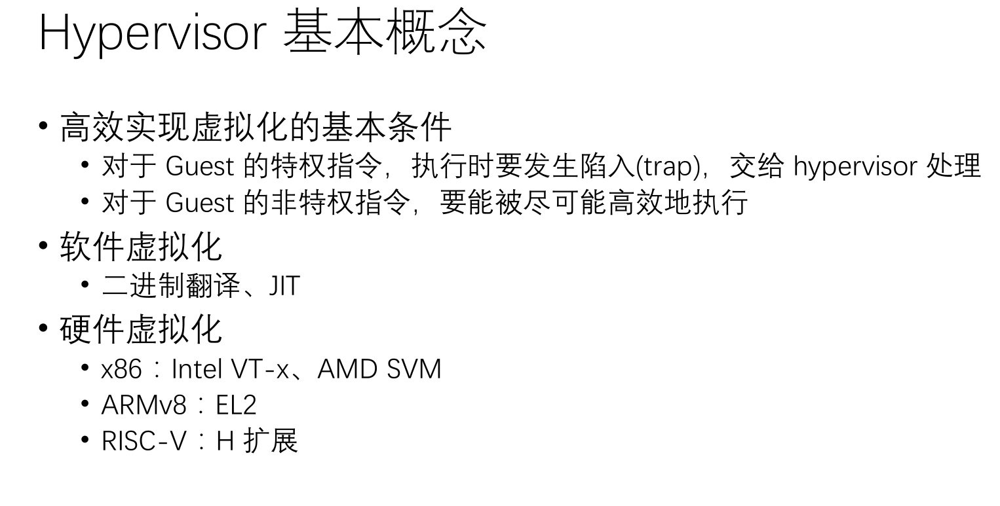 Hypervisor 基本概念
• 高效实现虚拟化的基本条件
• 对于 Guest 的特权指令，执行时要发生陷入(trap)，交给 hypervisor 处理
• 对于 Guest 的非特权指令，要能被尽可能高效地执行
• 软件虚拟化
• 二进制翻译、JIT
• 硬件虚拟化
• x86：Intel VT-x、AMD SVM
• ARMv8：EL2
• RISC-V：H 扩展